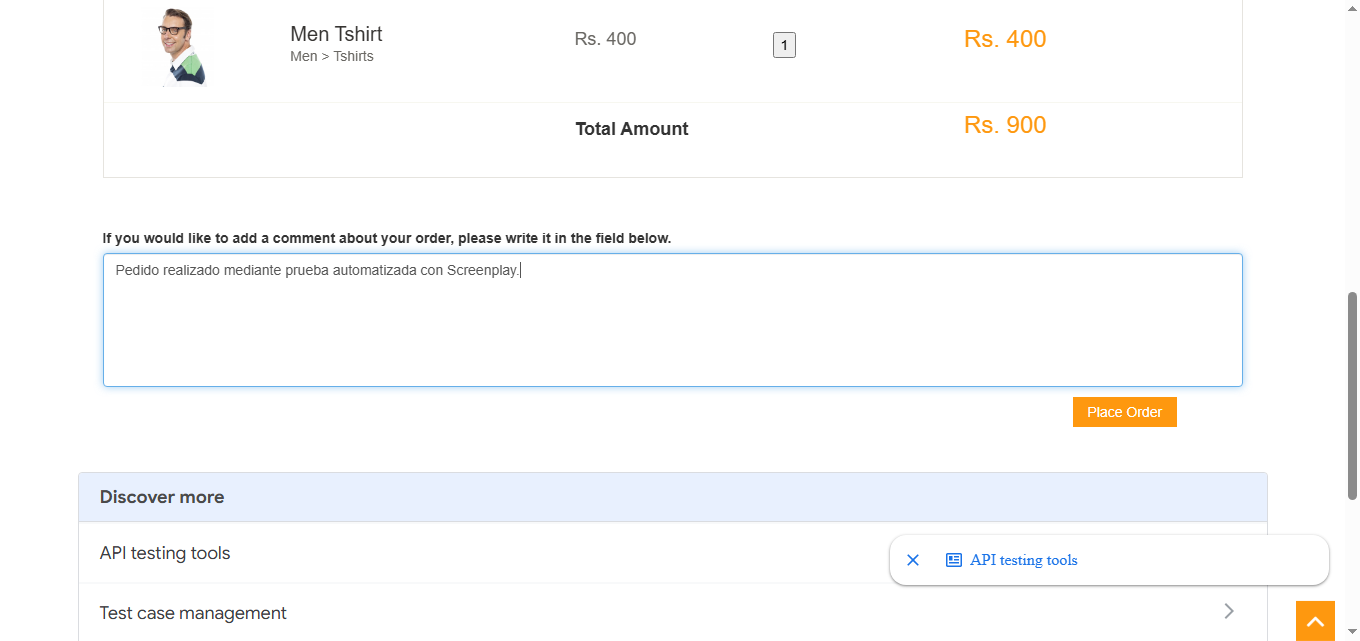 Men Tshirt
Men > Tshirts
Rs. 400
1
Rs. 400
Total Amount
Rs. 900
If you would like to add a comment about your order, please write it in the field below.
Pedido realizado mediante prueba automatizada con Screenplay.
Place Order
Discover more
API testing tools
API testing tools
Test case management